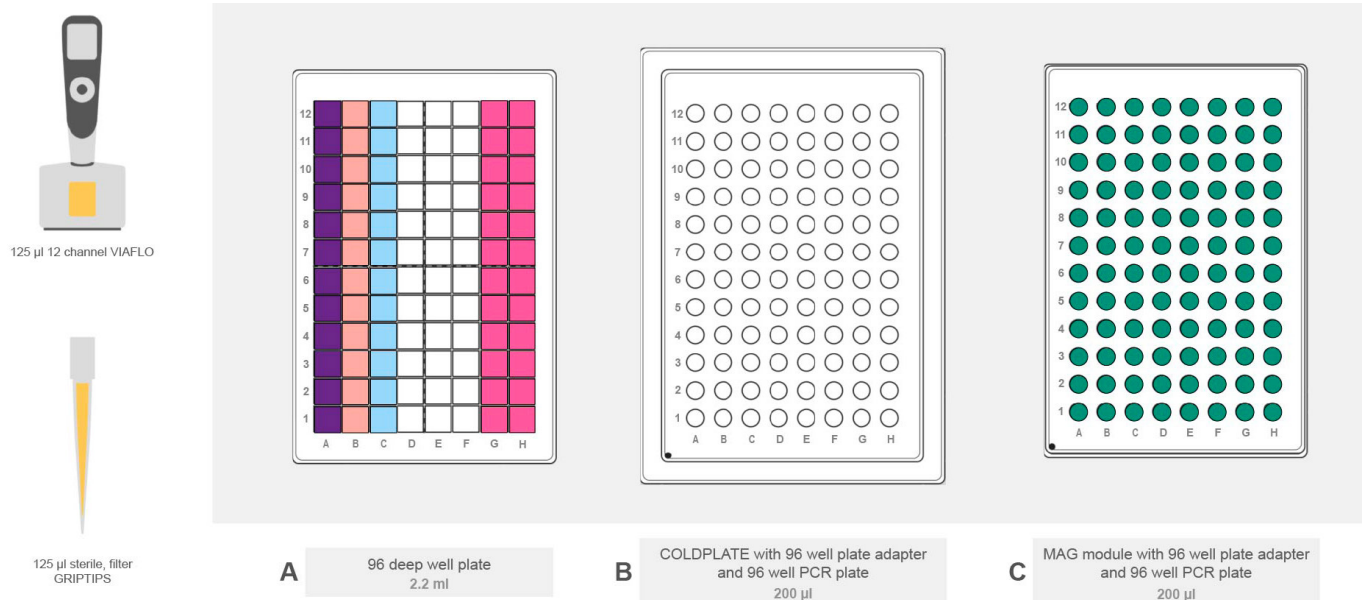 125 µl 12 channel VIAFLO
125 µl sterile, filter
GRIPTIPS
12
11
10
9
8
7
6
5
4
3
2
1
A B C D E F G H
A
96 deep well plate
2.2 ml
12
11
10
9
8
7
6
5
4
3
2
1
A B C D E F G H
B
COLDPLATE with 96 well plate adapter
and 96 well PCR plate
200 µl
12
11
10
9
8
7
6
5
4
3
2
1
A B C D E F G H
C
MAG module with 96 well plate adapter
and 96 well PCR plate
200 µl